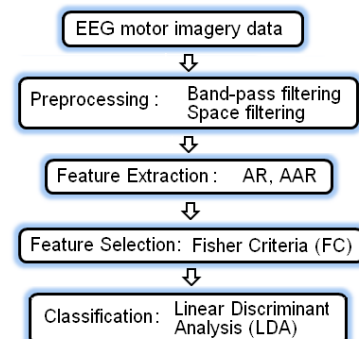 EEG motor imagery data
Preprocessing : Band-pass filtering
Space filtering
Feature Extraction : AR, AAR
Feature Selection: Fisher Criteria (FC)
Classification: Linear Discriminant
Analysis (LDA)